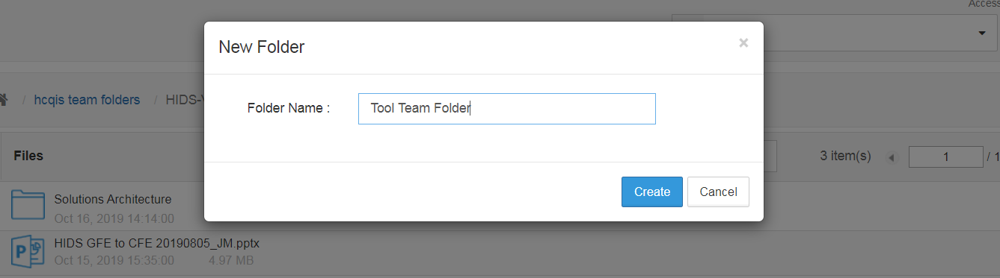 Access
New Folder
×
/ hcqis team folders / HIDS-V
Folder Name :
Tool Team Folder
Files
3 item(s)
1
/ 1
Create
Cancel
Solutions Architecture
Oct 16, 2019 14:14:00
P
HIDS GFE to CFE 20190805_JM.pptx
Oct 15, 2019 15:35:00 4.97 MB